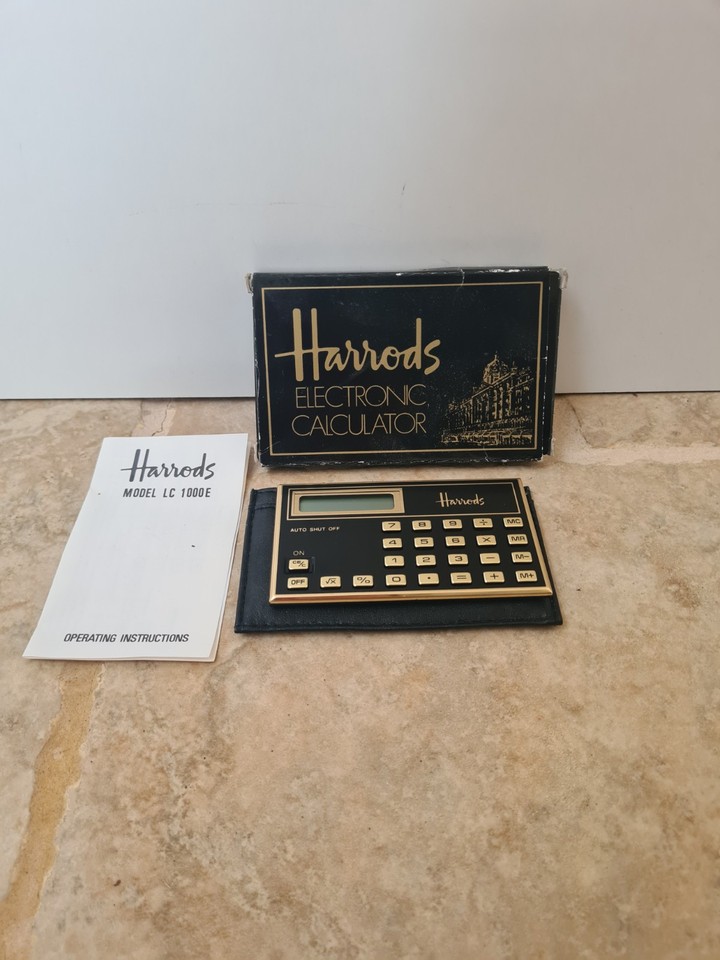 Harrods
ELECTRONIC
CALCULATOR
Harrods
MODEL LC 1000E
OPERATING INSTRUCTIONS
Harrods
AUTO SHUT OFF
7 8 9 ÷ MC
4 5 6 X MR
ON
CE/C 1 2 3 − M−
OFF √X % 0 · = + M+